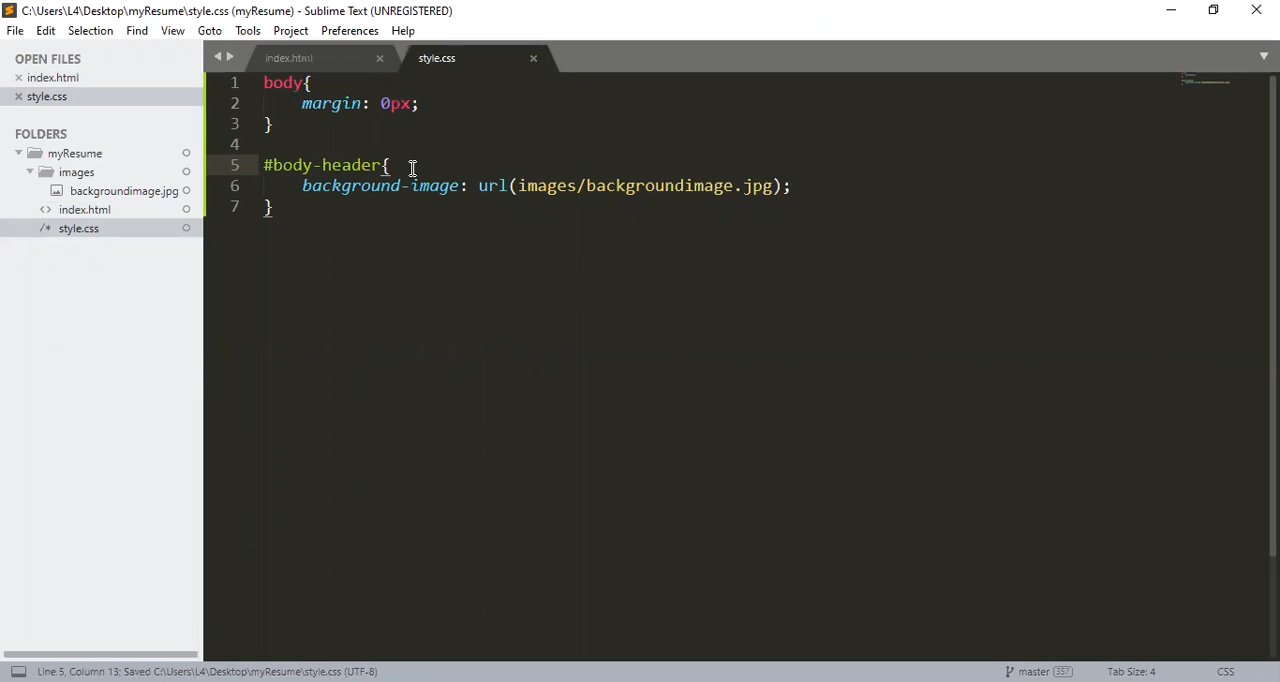 C:\Users\L4\Desktop\myResume\style.css (myResume) - Sublime Text (UNREGISTERED)
File Edit Selection Find View Goto Tools Project Preferences Help
OPEN FILES
index.html
style.css
FOLDERS
myResume
images
backgroundimage.jpg
<> index.html
/* style.css
index.html
style.css
1 body{
2 margin: 0px;
3 }
4
5 #body-header{
6 background-image: url(images/backgroundimage.jpg);
7 }
Line 5, Column 13; Saved C:\Users\L4\Desktop\myResume\style.css (UTF-8)
master 357
Tab Size: 4
CSS